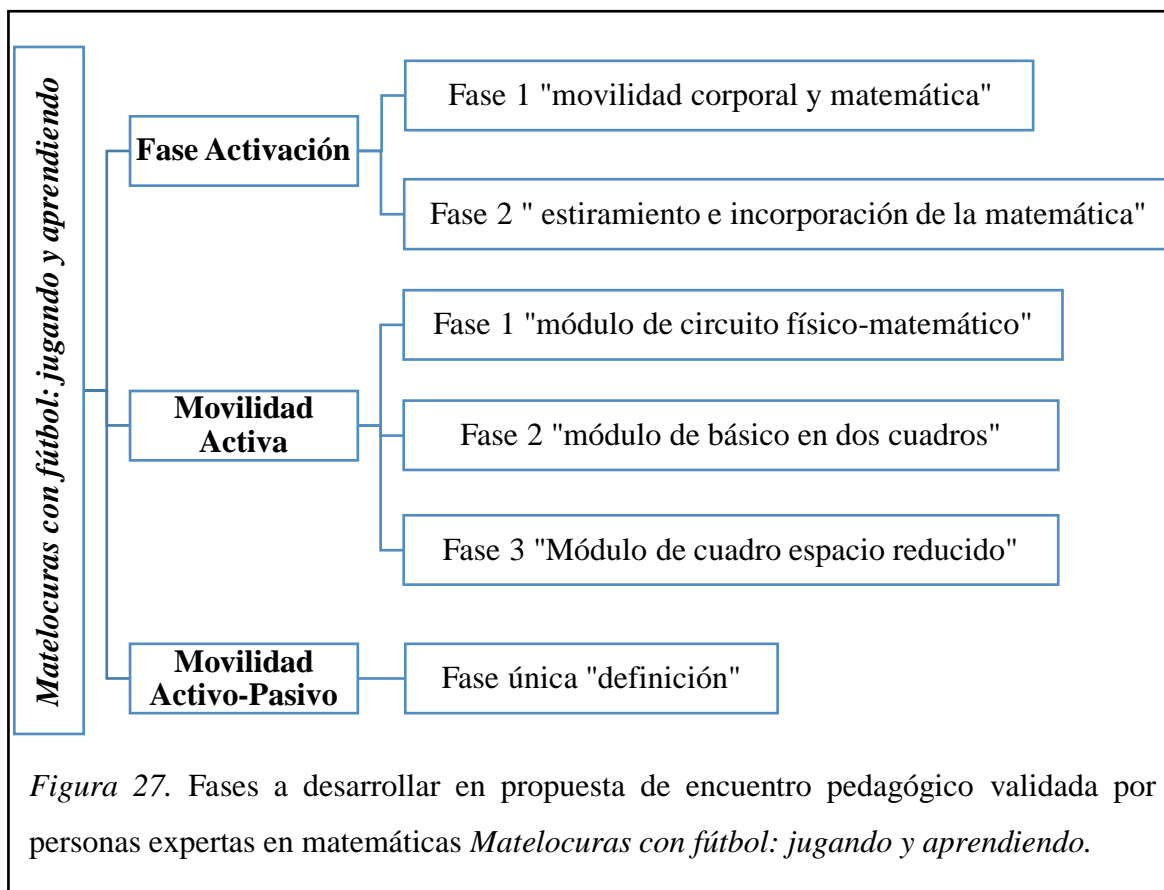 Matelocuras con fútbol: jugando y aprendiendo
Fase Activación
Fase 1 "movilidad corporal y matemática"
Fase 2 " estiramiento e incorporación de la matemática"
Movilidad
Activa
Fase 1 "módulo de circuito físico-matemático"
Fase 2 "módulo de básico en dos cuadros"
Fase 3 "Módulo de cuadro espacio reducido"
Movilidad
Activo-Pasivo
Fase única "definición"
Figura 27. Fases a desarrollar en propuesta de encuentro pedagógico validada por
personas expertas en matemáticas Matelocuras con fútbol: jugando y aprendiendo.